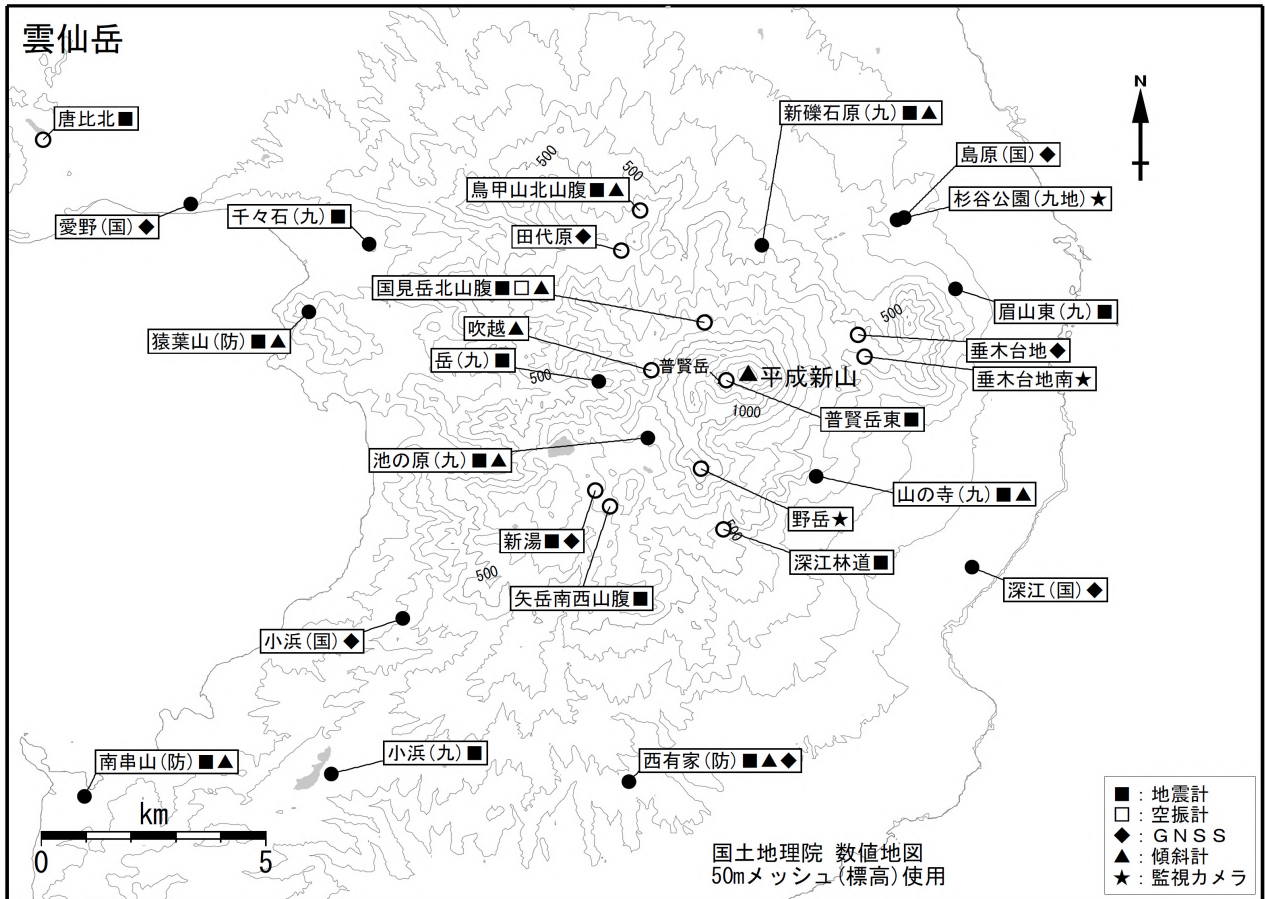 雲仙岳
N
唐比北■
新礫石原(九)■▲
島原(国)◆
500
500
鳥甲山北山腹■▲
杉谷公園(九地)★
愛野(国)◆
千々石(九)■
田代原◆
国見岳北山腹■□▲
眉山東(九)■
500
吹越▲
猿葉山(防)■▲
垂木台地◆
岳(九)■
普賢岳
▲平成新山
垂木台地南★
500
1000
普賢岳東■
池の原(九)■▲
山の寺(九)■▲
野岳★
500
新湯■◆
深江林道■
500
深江(国)◆
矢岳南西山腹■
小浜(国)◆
南串山(防)■▲
小浜(九)■
西有家(防)■▲◆
km
0
5
国土地理院 数値地図
50mメッシュ(標高)使用
■：地震計
□：空振計
◆：GNSS
▲：傾斜計
★：監視カメラ